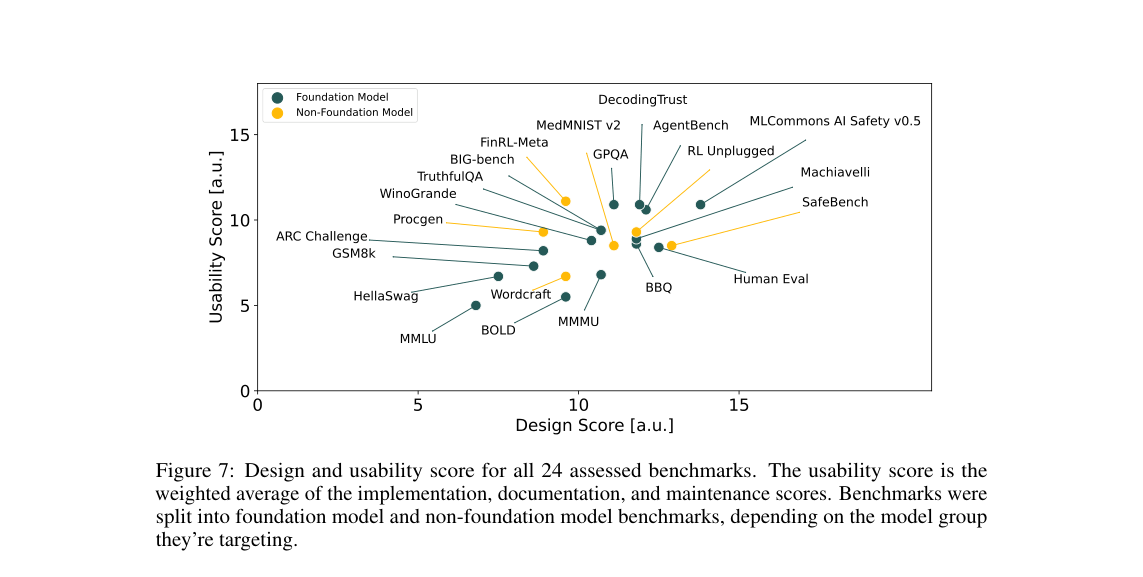 Foundation Model
Non-Foundation Model
DecodingTrust
MLCommons AI Safety v0.5
MedMNIST v2
AgentBench
FinRL-Meta
GPQA
RL Unplugged
BIG-bench
TruthfulQA
Machiavelli
WinoGrande
SafeBench
Procgen
ARC Challenge
GSM8k
Human Eval
BBQ
HellaSwag
Wordcraft
MMMU
BOLD
MMLU
15
10
5
0
Usability Score [a.u.]
0 5 10 15
Design Score [a.u.]
Figure 7: Design and usability score for all 24 assessed benchmarks. The usability score is the
weighted average of the implementation, documentation, and maintenance scores. Benchmarks were
split into foundation model and non-foundation model benchmarks, depending on the model group
they're targeting.